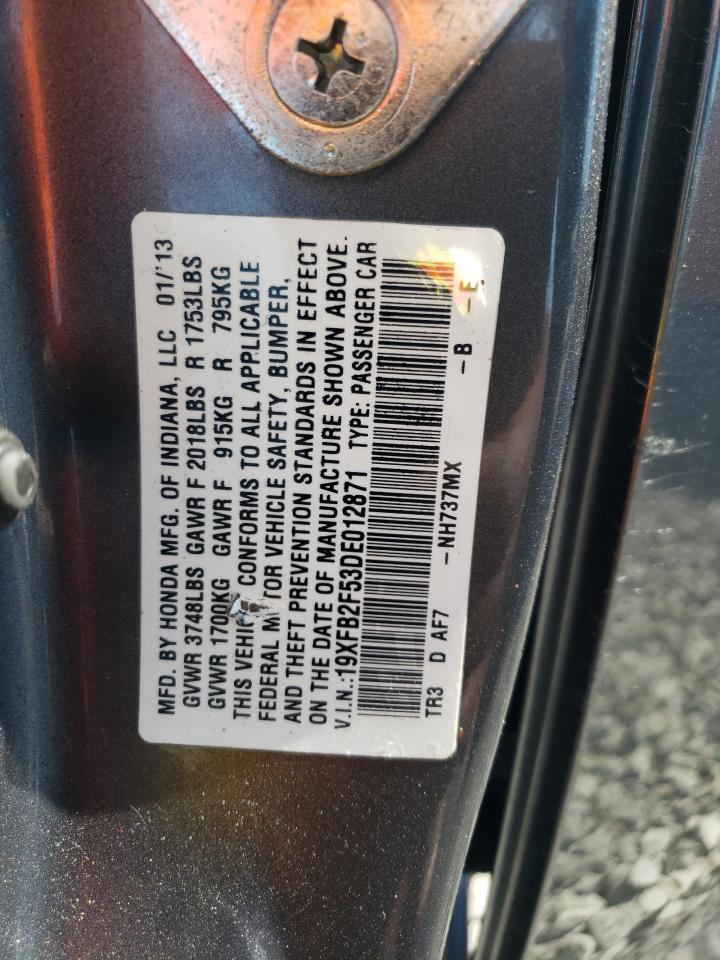 MFD. BY HONDA MFG. OF INDIANA, LLC 01/'13
GVWR 3748LBS GAWR F 2018LBS R 1753LBS
GVWR 1700KG GAWR F 915KG R 795KG
THIS CONFORMS TO ALL APPLICABLE
FEDERAL VEHICLE SAFETY, BUMPER,
AND THEFT PREVENTION STANDARDS IN EFFECT
ON THE DATE OF MANUFACTURE SHOWN ABOVE.
V.I.N.:19XFB2F53DE012871 TYPE: PASSENGER CAR
TR3 D AF7 -NH737MX -B -E